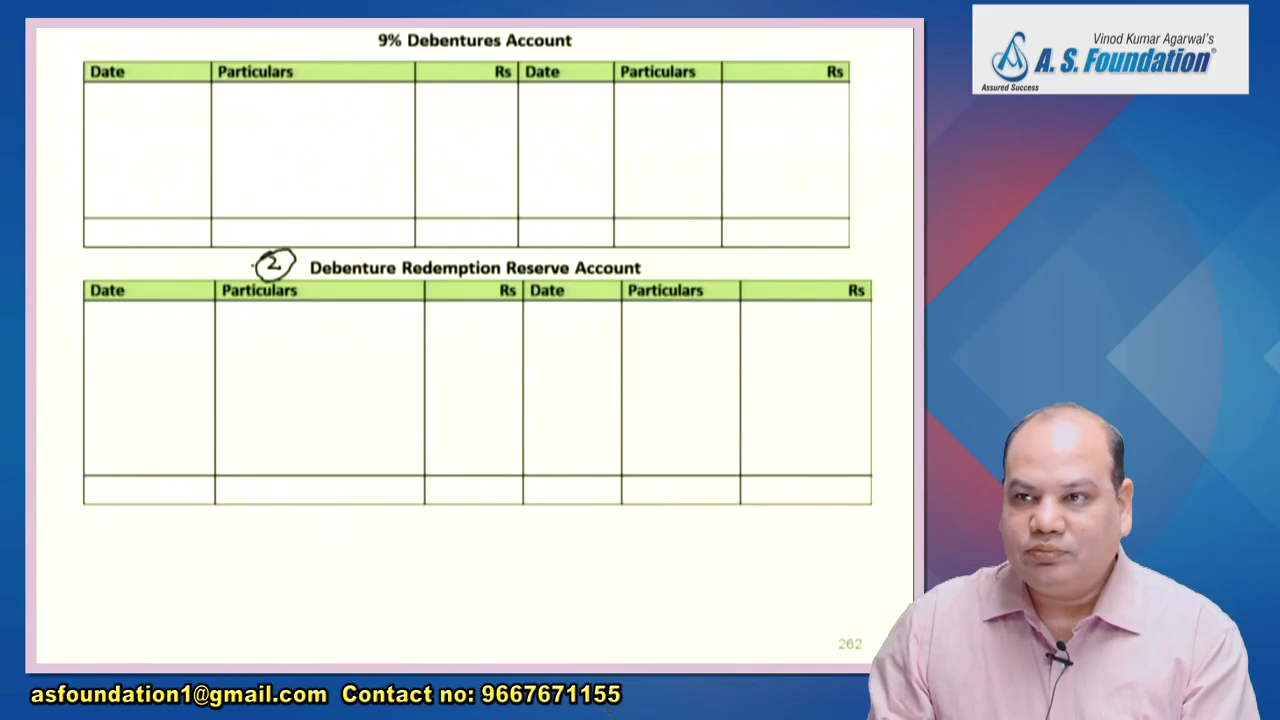 9% Debentures Account
Date Particulars Rs Date Particulars Rs
2
Debenture Redemption Reserve Account
Date Particulars Rs Date Particulars Rs
262
Vinod Kumar Agarwal's
A. S. Foundation®
Assured Success
asfoundation1@gmail.com Contact no: 9667671155